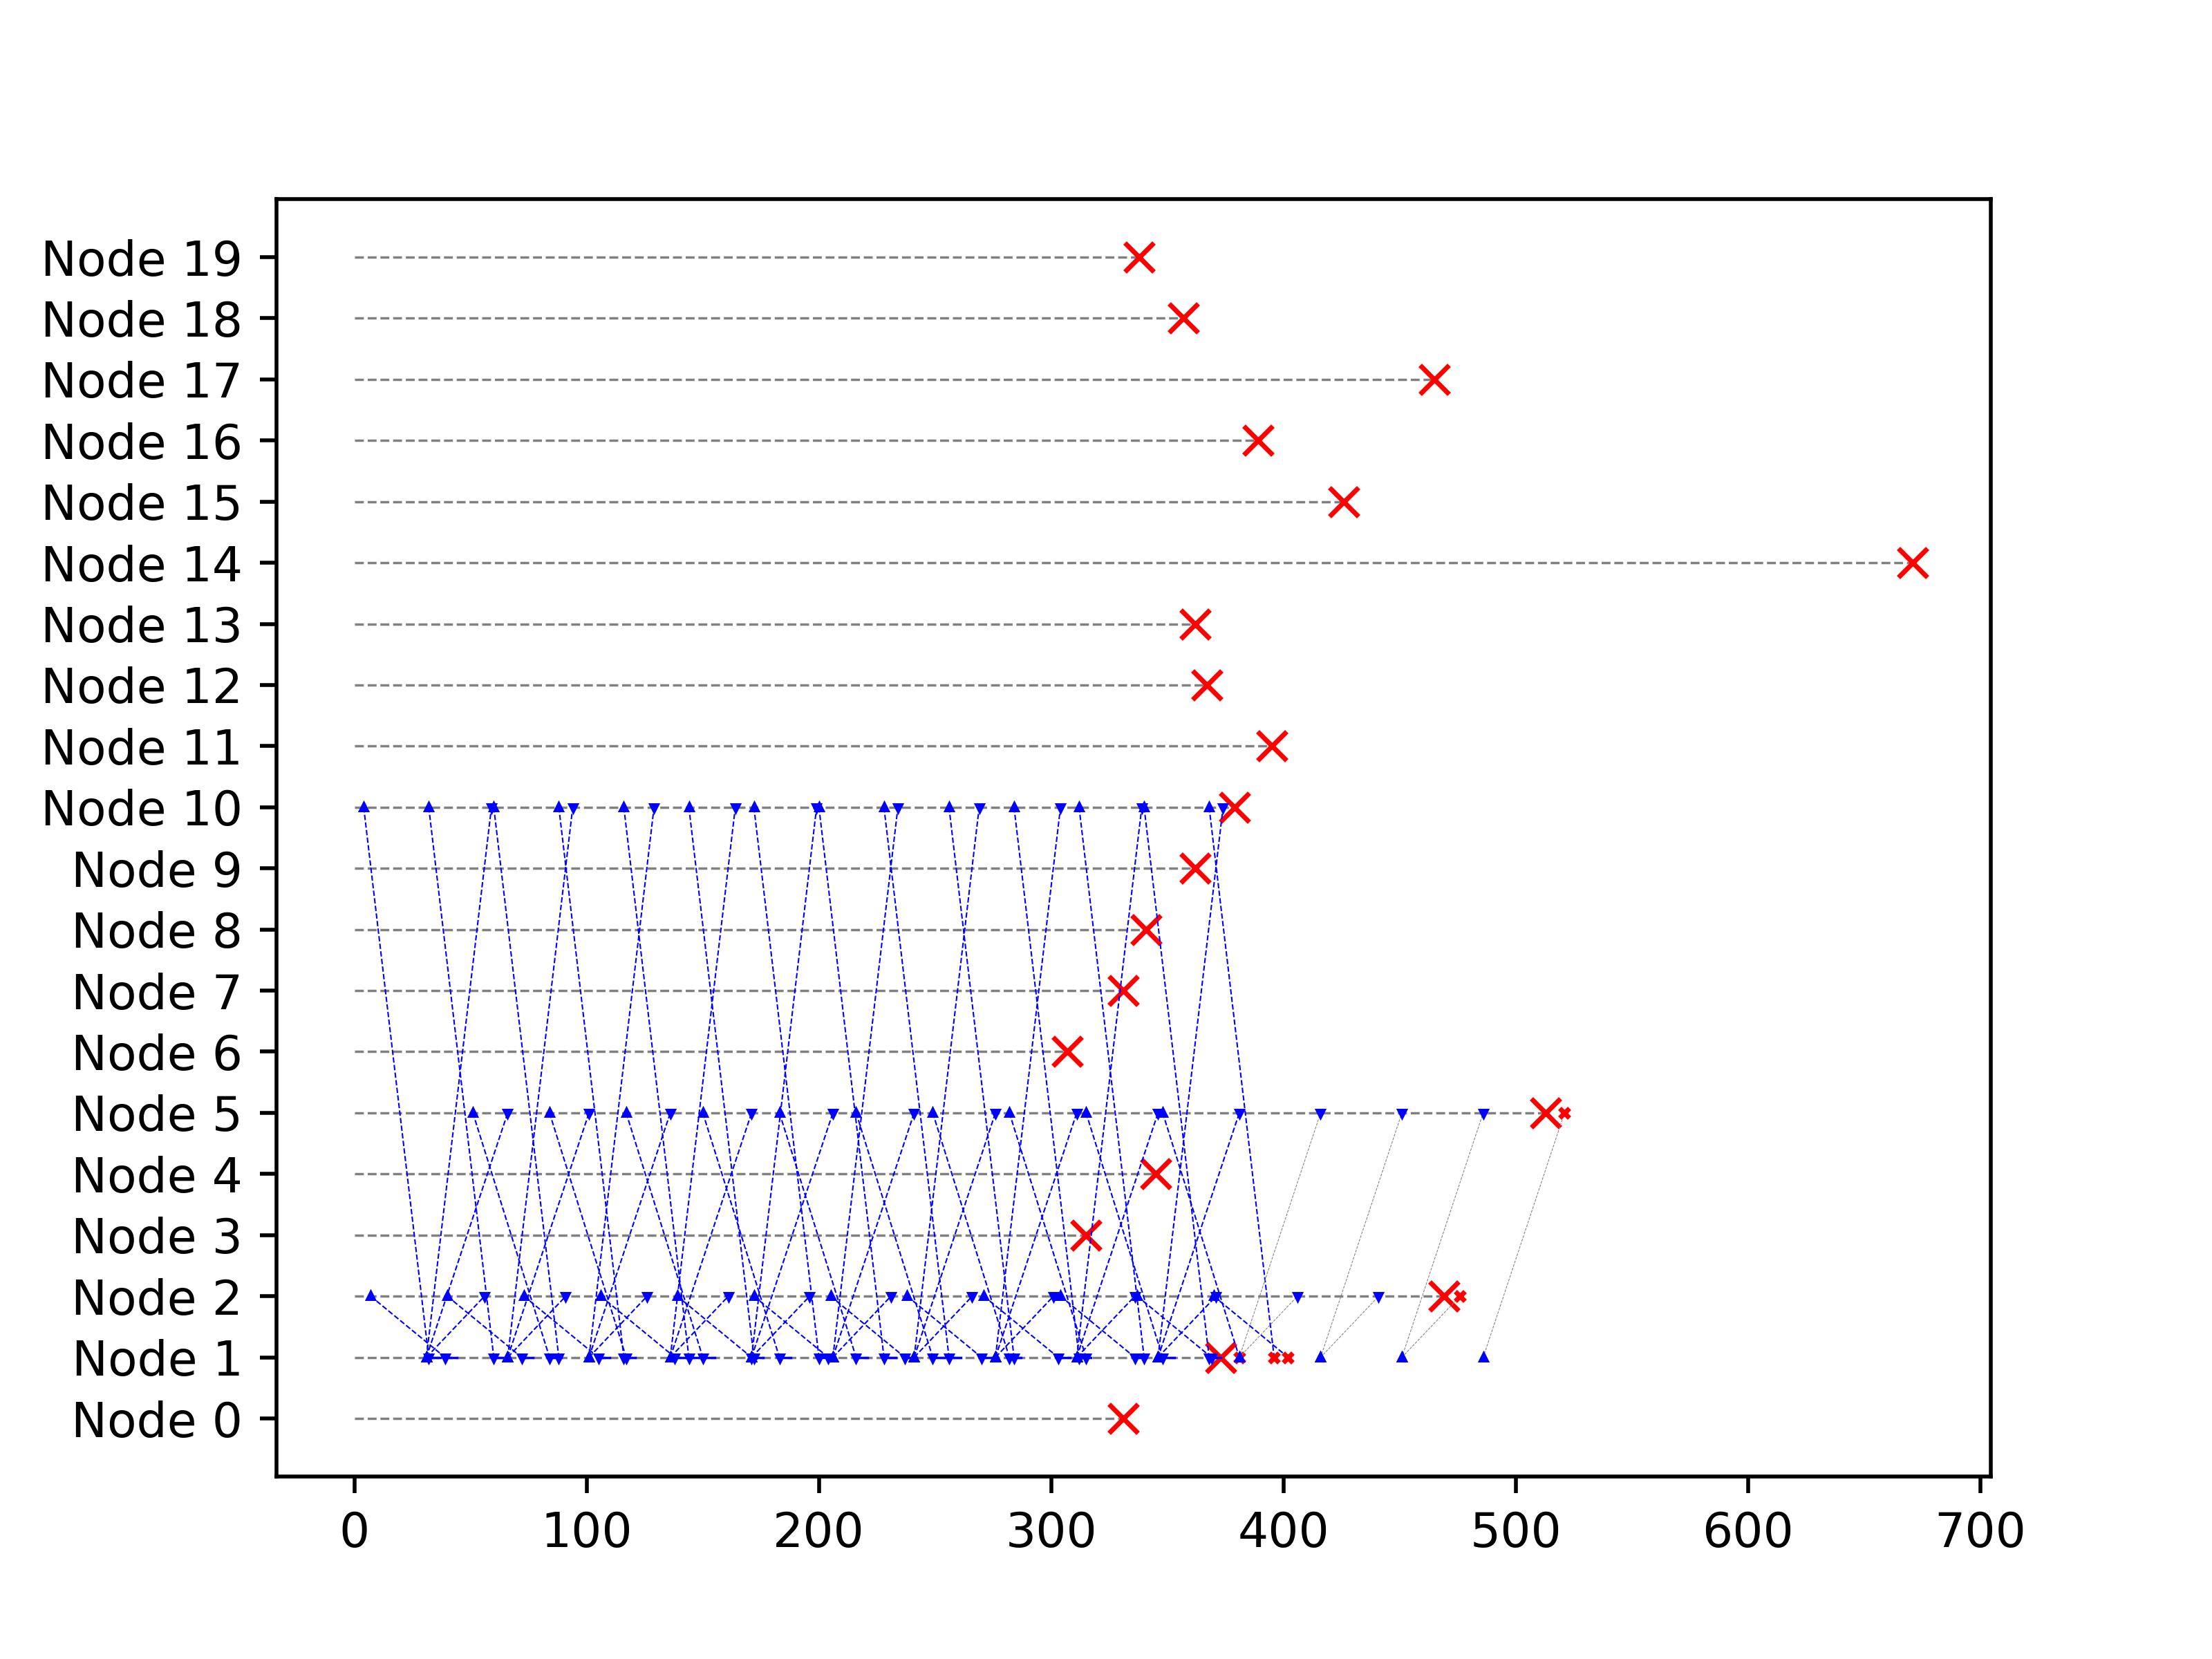 Node 19
Node 18
Node 17
Node 16
Node 15
Node 14
Node 13
Node 12
Node 11
Node 10
Node 9
Node 8
Node 7
Node 6
Node 5
Node 4
Node 3
Node 2
Node 1
Node 0
0 100 200 300 400 500 600 700